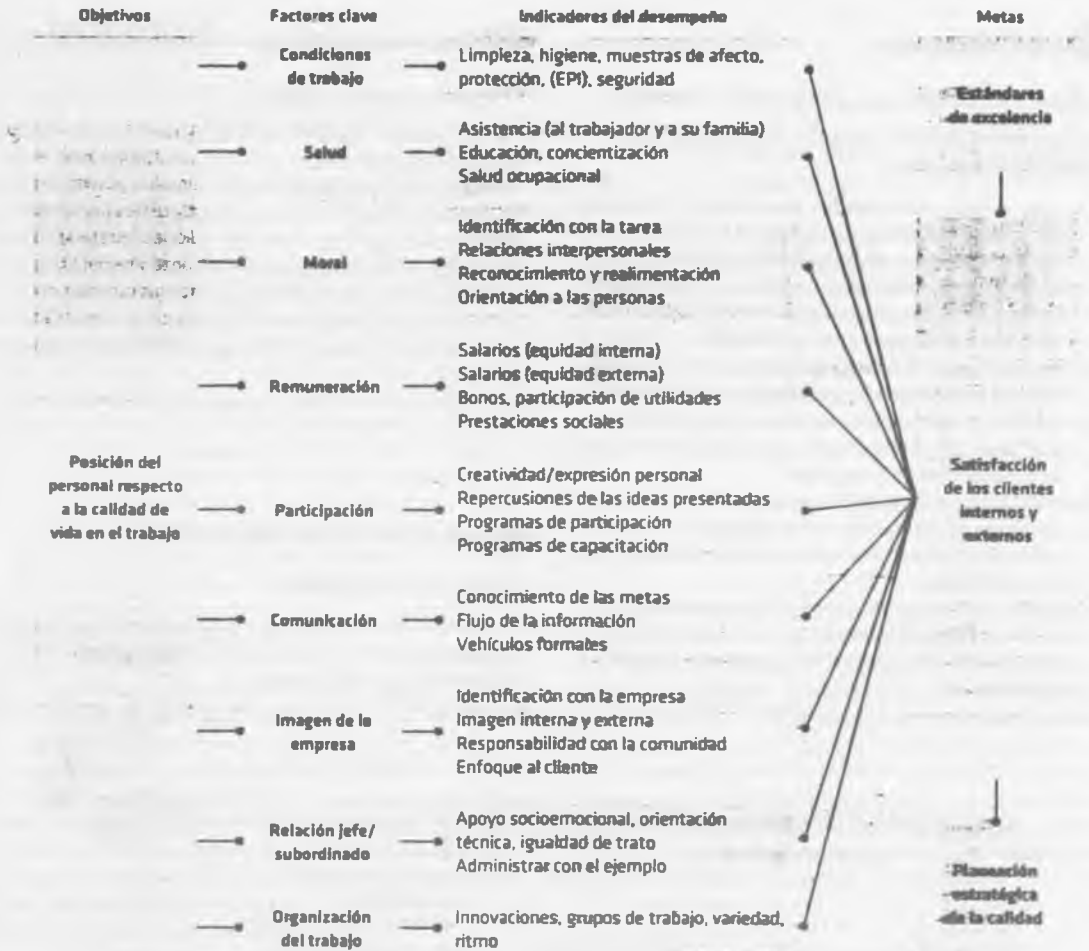 Objetivos
Factores clave
Indicadores del desempeño
Metas
Condiciones
de trabajo
Limpieza, higiene, muestras de afecto,
protección, (EPI), seguridad
Estándares
de excelencia
Salud
Asistencia (al trabajador y a su familia)
Educación, concientización
Salud ocupacional
Moral
Identificación con la tarea
Relaciones interpersonales
Reconocimiento y realimentación
Orientación a las personas
Remuneración
Salarios (equidad interna)
Salarios (equidad externa)
Bonos, participación de utilidades
Prestaciones sociales
Posición del
personal respecto
a la calidad de
vida en el trabajo
Participación
Creatividad/expresión personal
Repercusiones de las ideas presentadas
Programas de participación
Programas de capacitación
Satisfacción
de los clientes
internos y
externos
Comunicación
Conocimiento de las metas
Flujo de la información
Vehículos formales
Imagen de la
empresa
Identificación con la empresa
Imagen interna y externa
Responsabilidad con la comunidad
Enfoque al cliente
Relación jefe/
subordinado
Apoyo socioemocional, orientación
técnica, igualdad de trato
Administrar con el ejemplo
Planeación
estratégica
de la calidad
Organización
del trabajo
Innovaciones, grupos de trabajo, variedad,
ritmo